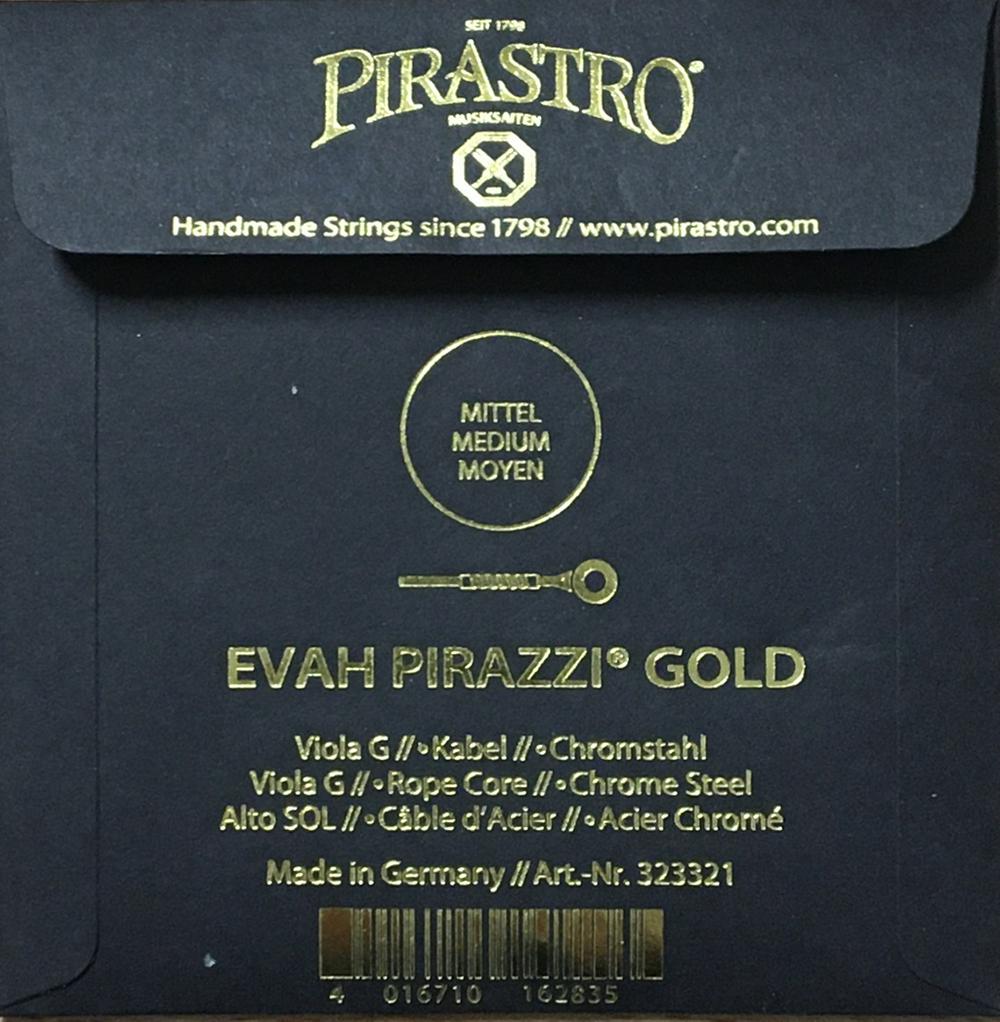 SEIT 1798
PIRASTRO®
MUSIKSAITEN
Handmade Strings since 1798 // www.pirastro.com
MITTEL
MEDIUM
MOYEN
EVAH PIRAZZI® GOLD
Viola G // • Kabel // • Chromstahl
Viola G // • Rope Core // • Chrome Steel
Alto SOL // • Câble d'Acier // • Acier Chromé
Made in Germany // Art.-Nr. 323321
4 016710 162835